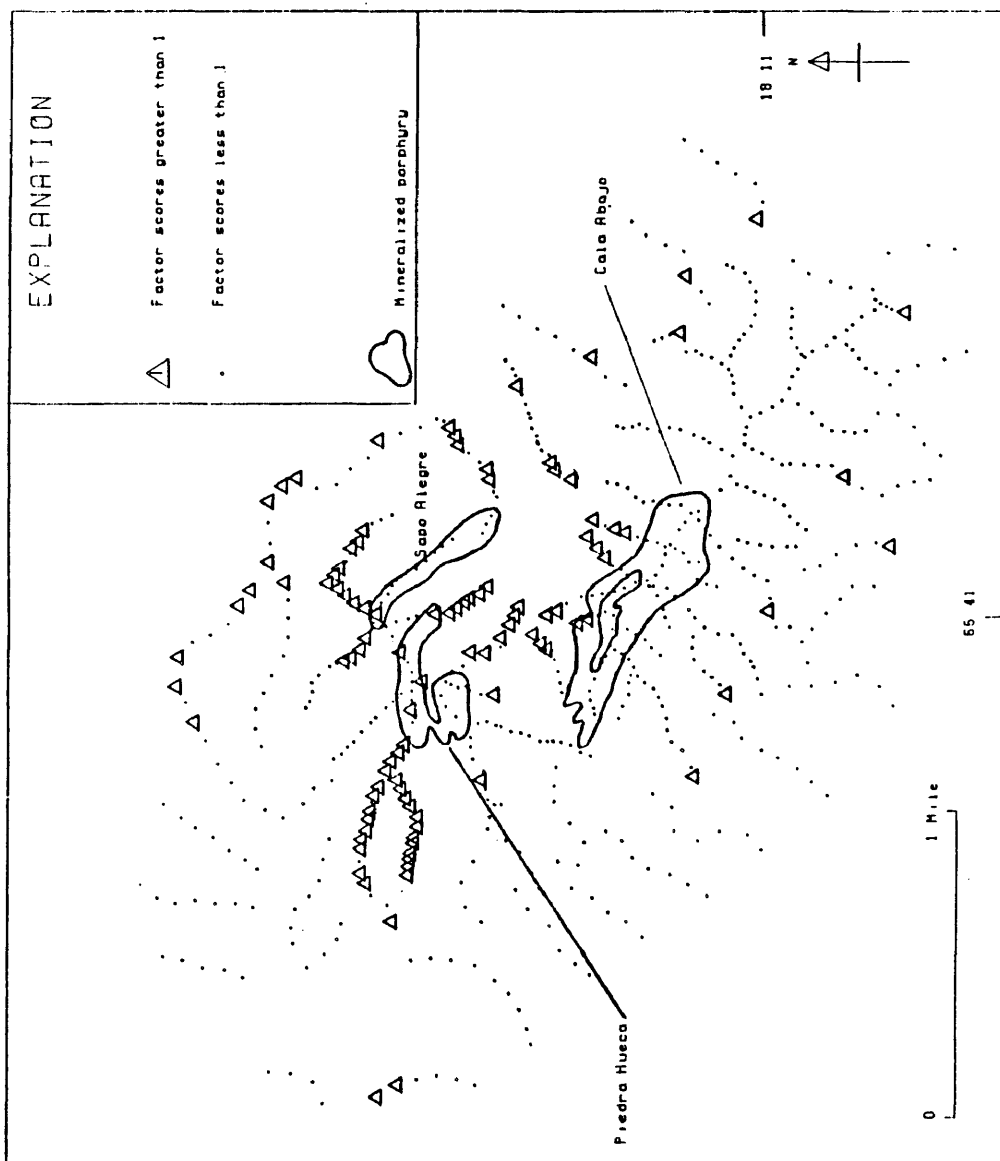 EXPLANATION
Factor scores greater than 1
Factor scores less than 1
Mineralized porphyry
18 11
N
Sapo Alegre
Cala Abajo
Piedra Hueca
65 41
0
1 Mile